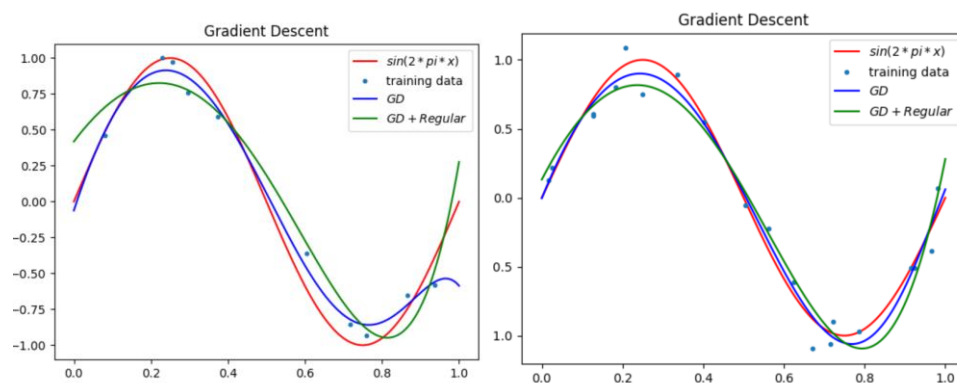 Gradient Descent
1.00
0.75
0.50
0.25
0.00
−0.25
−0.50
−0.75
−1.00
sin(2 * pi * x)
training data
GD
GD + Regular
0.0 0.2 0.4 0.6 0.8 1.0
Gradient Descent
1.0
0.5
0.0
0.5
1.0
sin(2 * pi * x)
training data
GD
GD + Regular
0.0 0.2 0.4 0.6 0.8 1.0